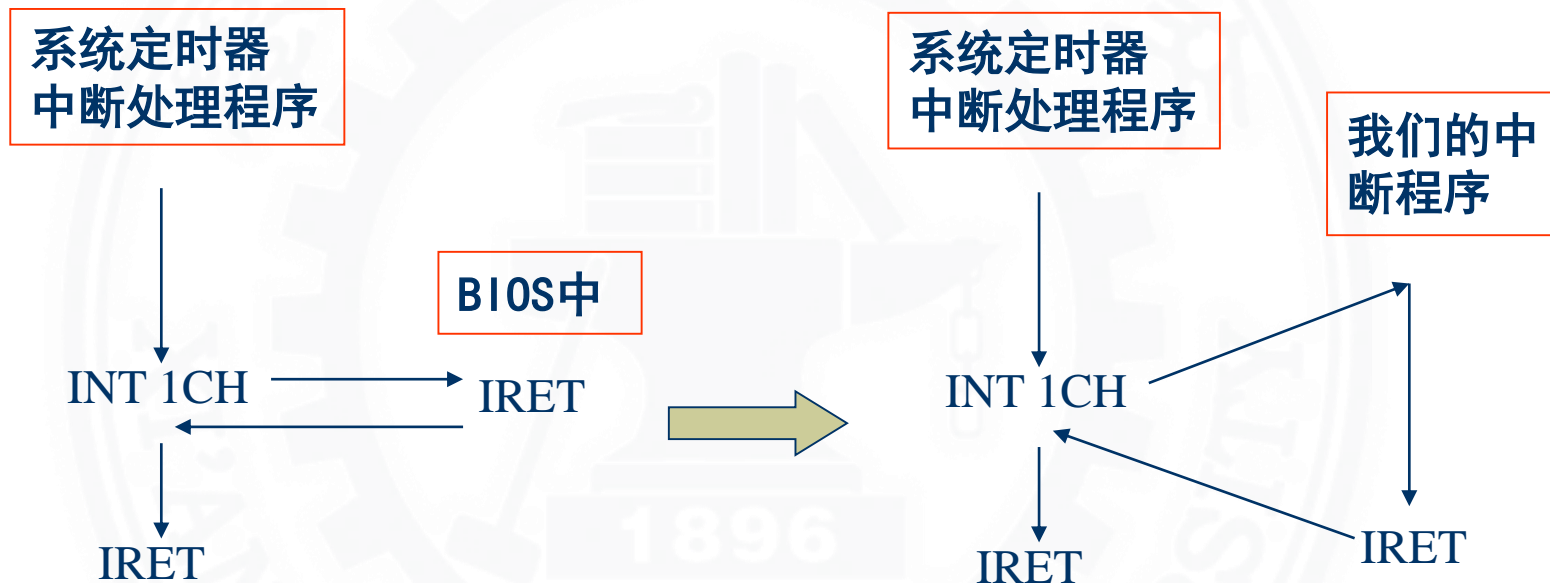 系统定时器
中断处理程序
BIOS中
INT 1CH
IRET
IRET
系统定时器
中断处理程序
我们的中
断程序
INT 1CH
IRET
IRET
1896